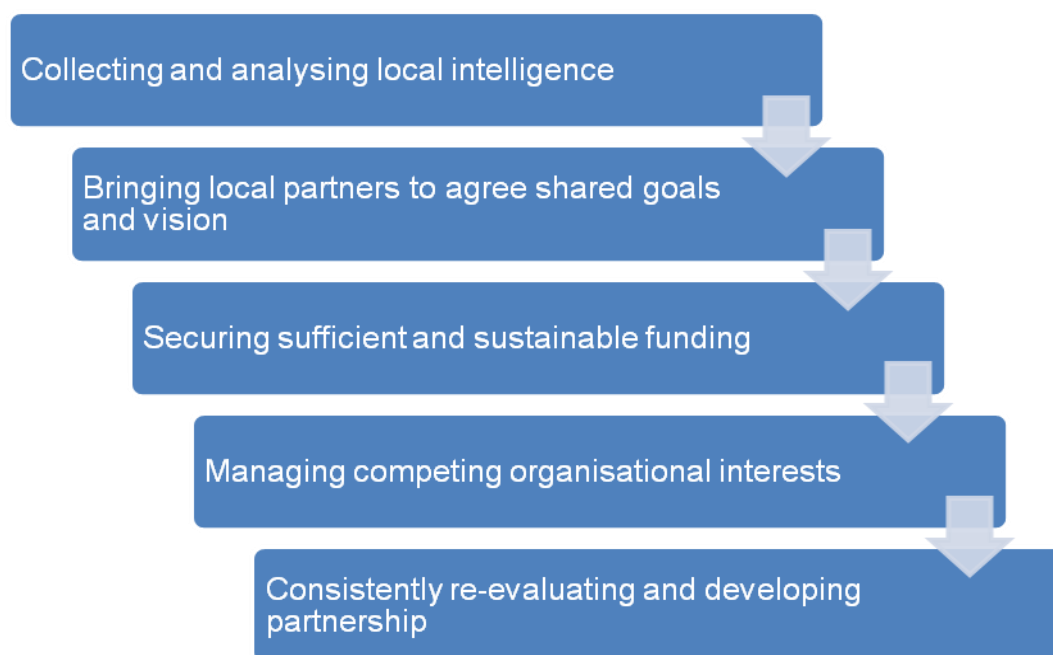 Collecting and analysing local intelligence
Bringing local partners to agree shared goals
and vision
Securing sufficient and sustainable funding
Managing competing organisational interests
Consistently re-evaluating and developing
partnership